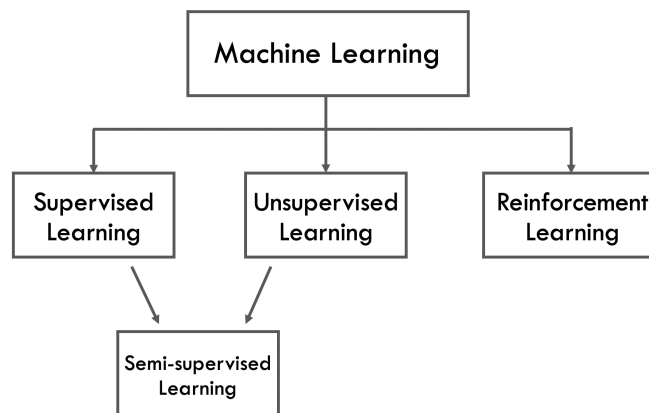 Machine Learning
Supervised
Learning
Unsupervised
Learning
Reinforcement
Learning
Semi-supervised
Learning